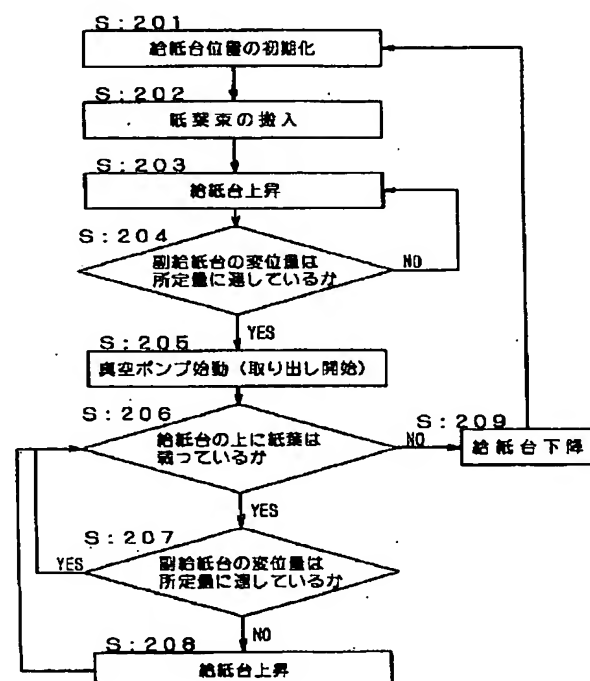 S:201
給紙台位置の初期化
S:202
紙葉束の搬入
S:203
給紙台上昇
S:204
副給紙台の変位量は
所定量に達しているか
NO
YES
S:205
真空ポンプ始動(取り出し開始)
S:206
給紙台の上に紙葉は
載っているか
NO
S:209
給紙台下降
YES
S:207
副給紙台の変位量は
所定量に達しているか
YES
NO
S:208
給紙台上昇